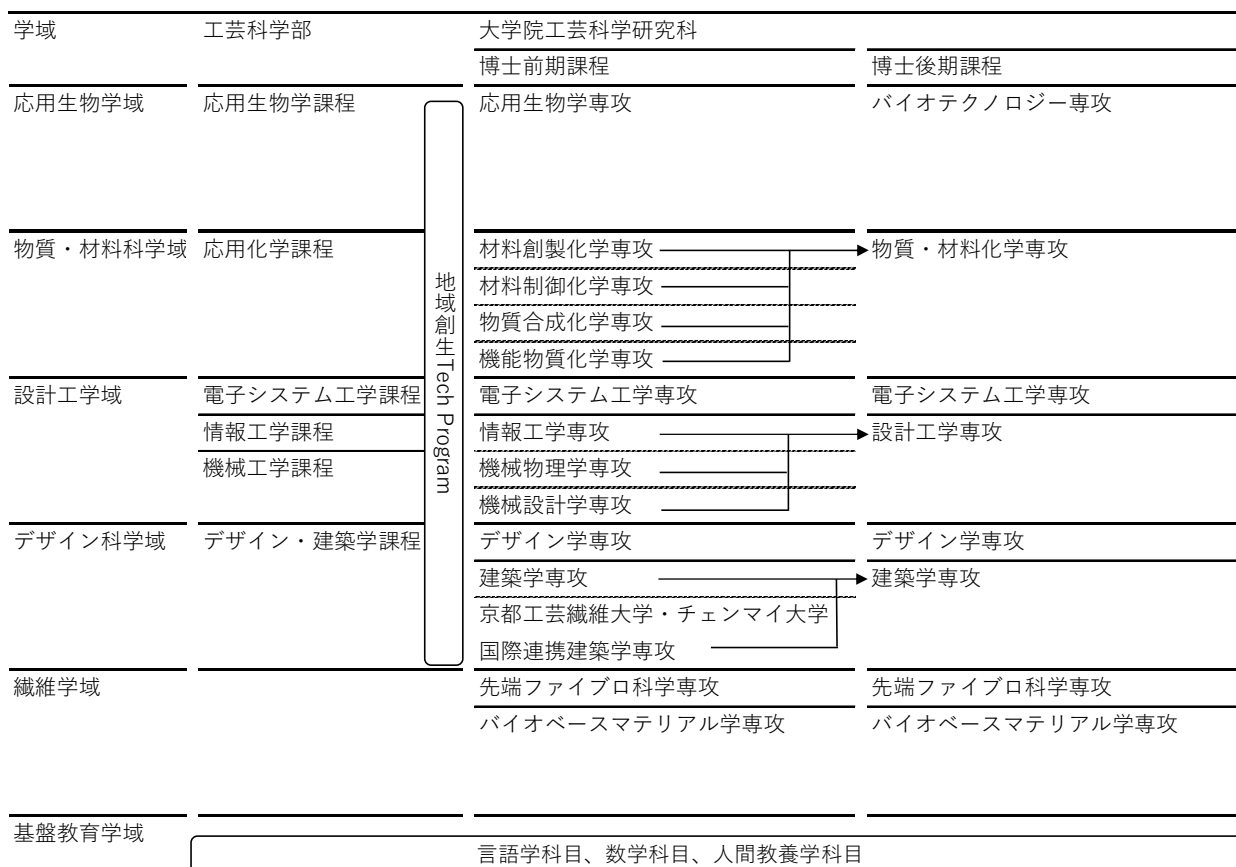 学域 工芸科学部 大学院工芸科学研究科
博士前期課程 博士後期課程
応用生物学域 応用生物学課程 応用生物学専攻 バイオテクノロジー専攻
物質・材料科学域 応用化学課程 材料創製化学専攻 物質・材料化学専攻
材料制御化学専攻
物質合成化学専攻
機能物質化学専攻
地域創生Tech Program
設計工学域 電子システム工学課程 電子システム工学専攻 電子システム工学専攻
情報工学課程 情報工学専攻 設計工学専攻
機械工学課程 機械物理学専攻
機械設計学専攻
デザイン科学域 デザイン・建築学課程 デザイン学専攻 デザイン学専攻
建築学専攻 建築学専攻
京都工芸繊維大学・チェンマイ大学
国際連携建築学専攻
繊維学域 先端ファイブロ科学専攻 先端ファイブロ科学専攻
バイオベースマテリアル学専攻 バイオベースマテリアル学専攻
基盤教育学域
言語学科目、数学科目、人間教養学科目